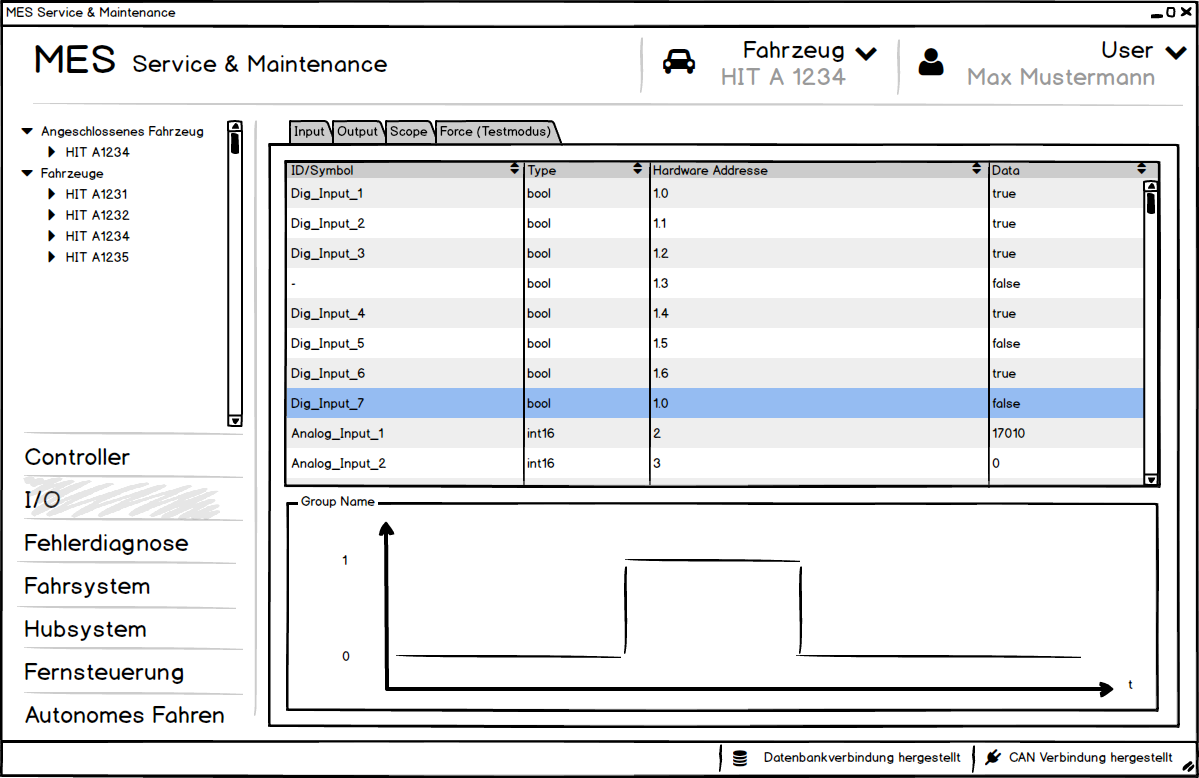 MES Service & Maintenance
MES Service & Maintenance
Fahrzeug
HIT A 1234
User
Max Mustermann
Angeschlossenes Fahrzeug
HIT A1234
Fahrzeuge
HIT A1231
HIT A1232
HIT A1234
HIT A1235
Controller
I/O
Fehlerdiagnose
Fahrsystem
Hubsystem
Fernsteuerung
Autonomes Fahren
Input Output Scope Force (Testmodus)
ID/Symbol Type Hardware Addresse Data
Dig_Input_1 bool 1.0 true
Dig_Input_2 bool 1.1 true
Dig_Input_3 bool 1.2 true
- bool 1.3 false
Dig_Input_4 bool 1.4 true
Dig_Input_5 bool 1.5 false
Dig_Input_6 bool 1.6 true
Dig_Input_7 bool 1.0 false
Analog_Input_1 int16 2 17010
Analog_Input_2 int16 3 0
Group Name
1
0
t
Datenbankverbindung hergestellt
CAN Verbindung hergestellt